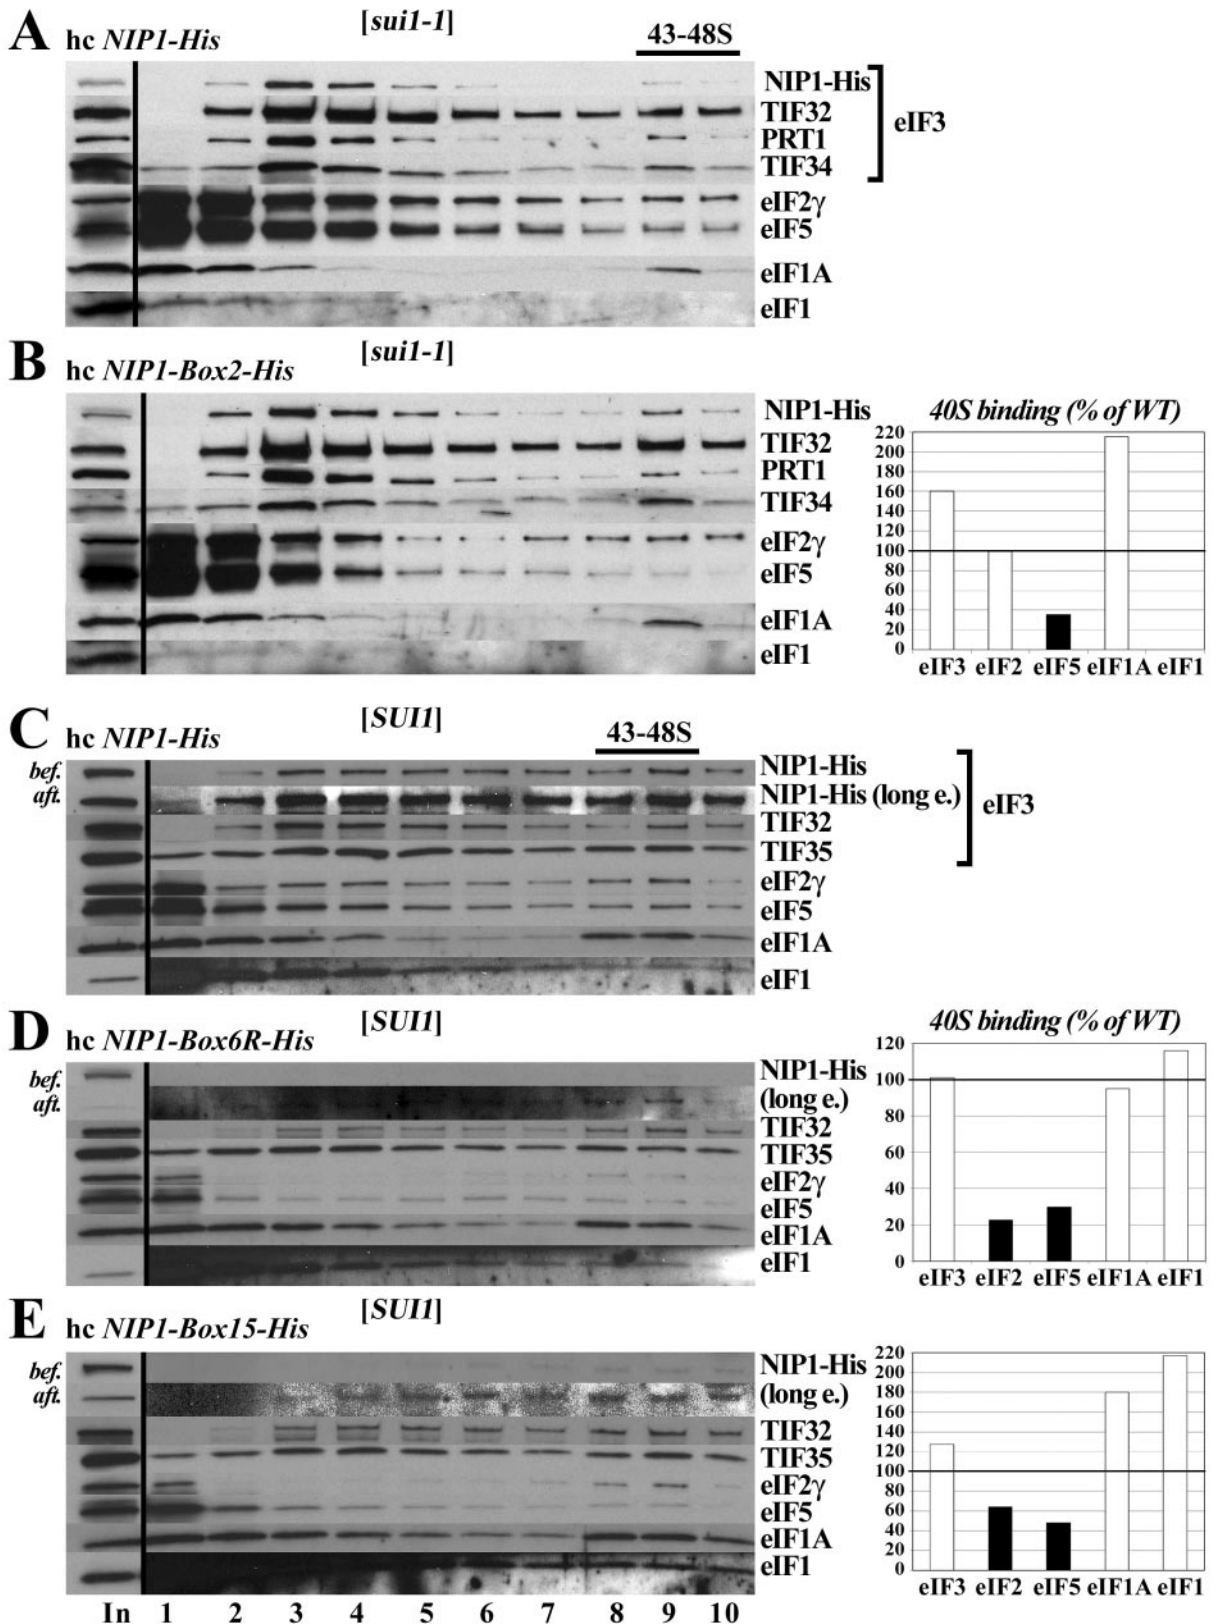 A hc NIP1-His [sui1-1] 43-48S
NIP1-His
TIF32
PRT1
TIF34
eIF3
eIF2γ
eIF5
eIF1A
eIF1
B hc NIP1-Box2-His [sui1-1]
NIP1-His
TIF32
PRT1
TIF34
eIF2γ
eIF5
eIF1A
eIF1
40S binding (% of WT)
220
200
180
160
140
120
100
80
60
40
20
0
eIF3 eIF2 eIF5 eIF1A eIF1
C hc NIP1-His [SUI1] 43-48S
bef. NIP1-His
aft. NIP1-His (long e.)
TIF32
TIF35
eIF3
eIF2γ
eIF5
eIF1A
eIF1
D hc NIP1-Box6R-His [SUI1]
bef. NIP1-His
aft. (long e.)
TIF32
TIF35
eIF2γ
eIF5
eIF1A
eIF1
40S binding (% of WT)
120
100
80
60
40
20
0
eIF3 eIF2 eIF5 eIF1A eIF1
E hc NIP1-Box15-His [SUI1]
bef. NIP1-His
aft. (long e.)
TIF32
TIF35
eIF2γ
eIF5
eIF1A
eIF1
220
200
180
160
140
120
100
80
60
40
20
0
eIF3 eIF2 eIF5 eIF1A eIF1
In 1 2 3 4 5 6 7 8 9 10